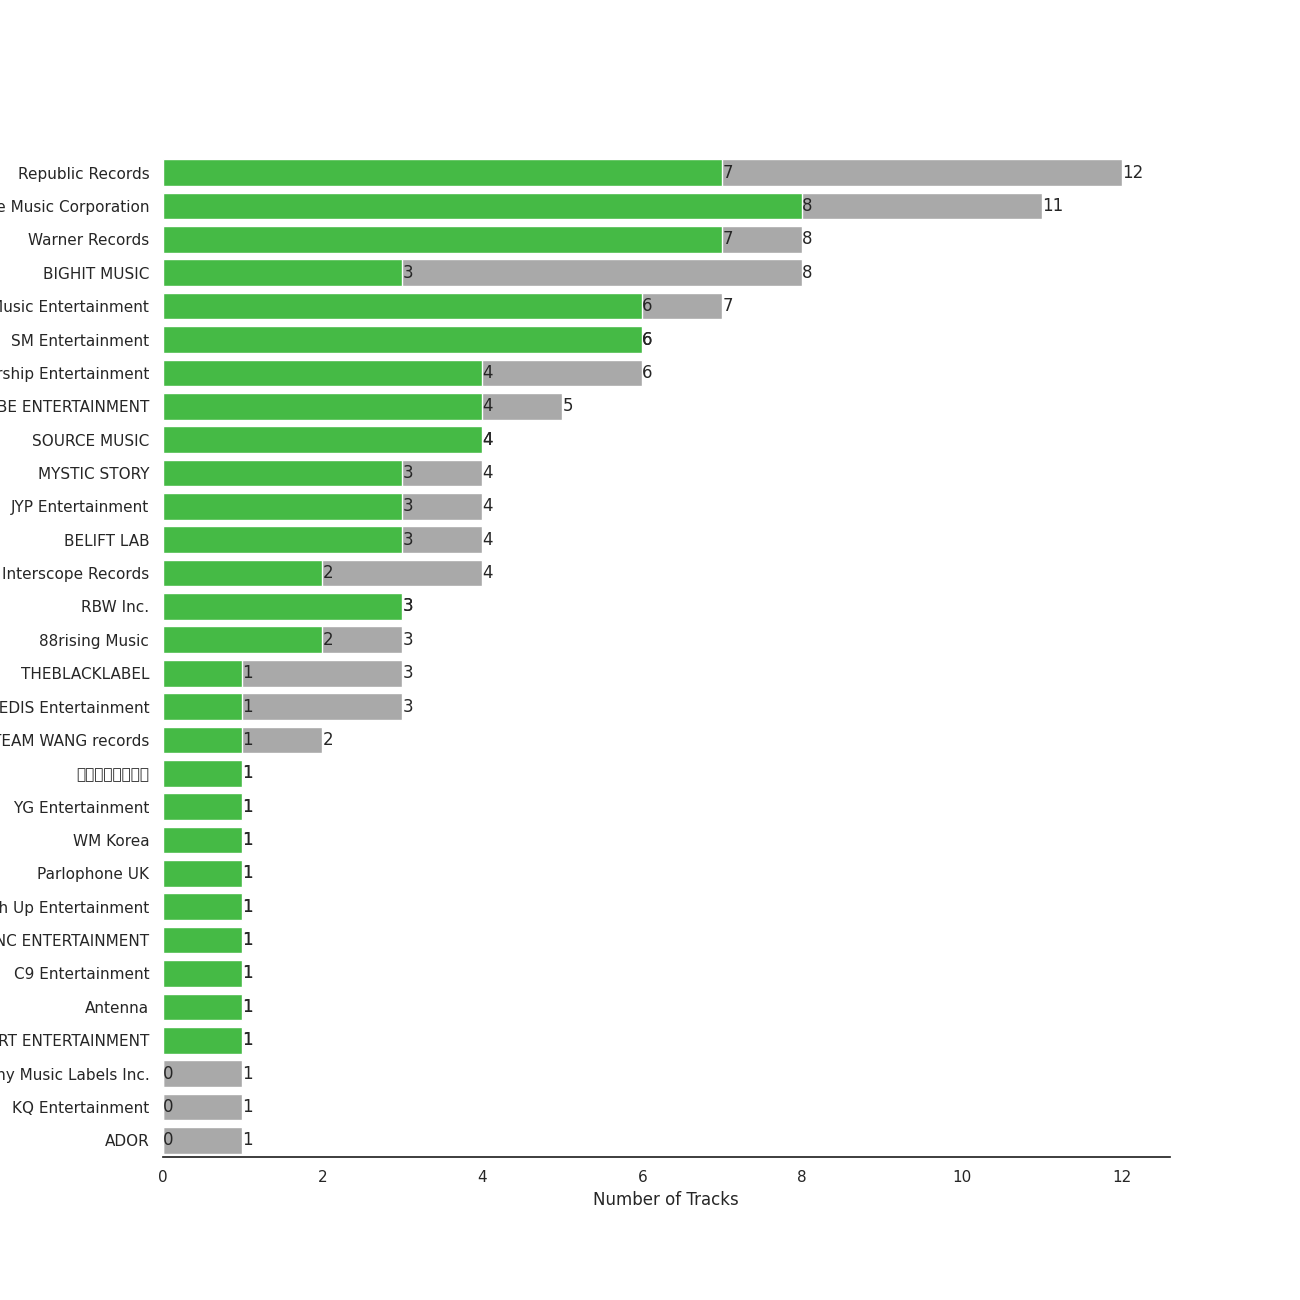 Republic Records 7 12
e Music Corporation 8 11
Warner Records 7 8
BIGHIT MUSIC 3 8
Music Entertainment 6 7
SM Entertainment 6
rship Entertainment 4 6
BE ENTERTAINMENT 4 5
SOURCE MUSIC 4
MYSTIC STORY 3 4
JYP Entertainment 3 4
BELIFT LAB 3 4
Interscope Records 2 4
RBW Inc. 3
88rising Music 2 3
THEBLACKLABEL 1 3
EDIS Entertainment 1 3
TEAM WANG records 1 2
1
YG Entertainment 1
WM Korea 1
Parlophone UK 1
h Up Entertainment 1
NC ENTERTAINMENT 1
C9 Entertainment 1
Antenna 1
RT ENTERTAINMENT 1
ny Music Labels Inc. 0 1
KQ Entertainment 0 1
ADOR 0 1
0 2 4 6 8 10 12
Number of Tracks